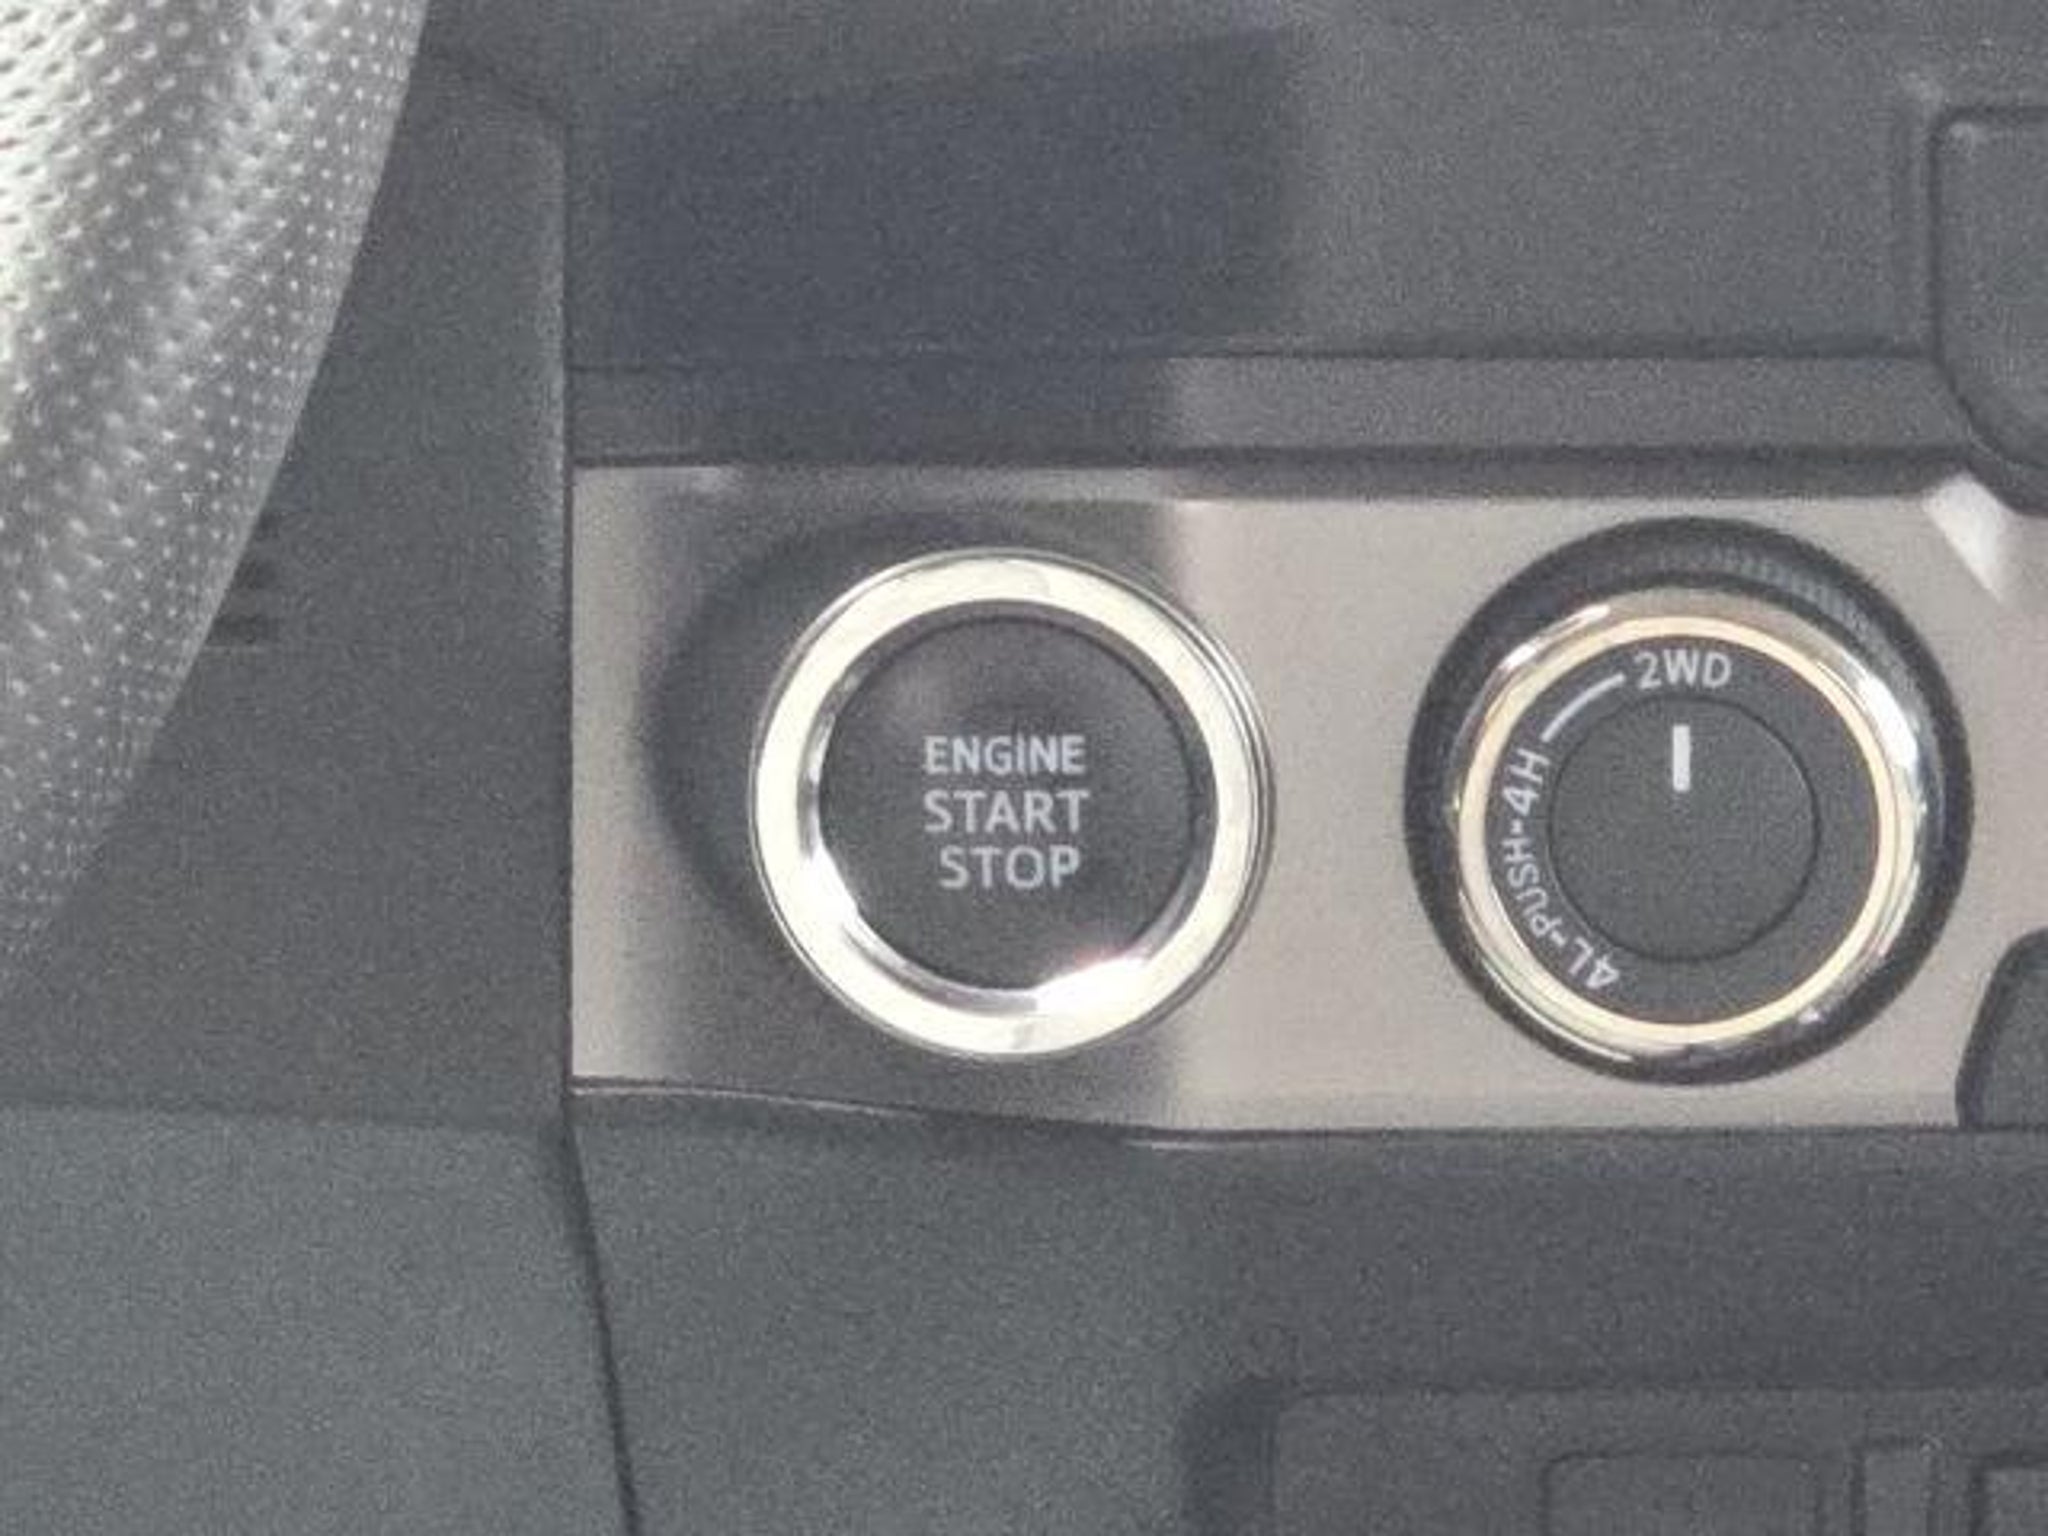 ENGINE
START
STOP
2WD
4L-PUSH-4H